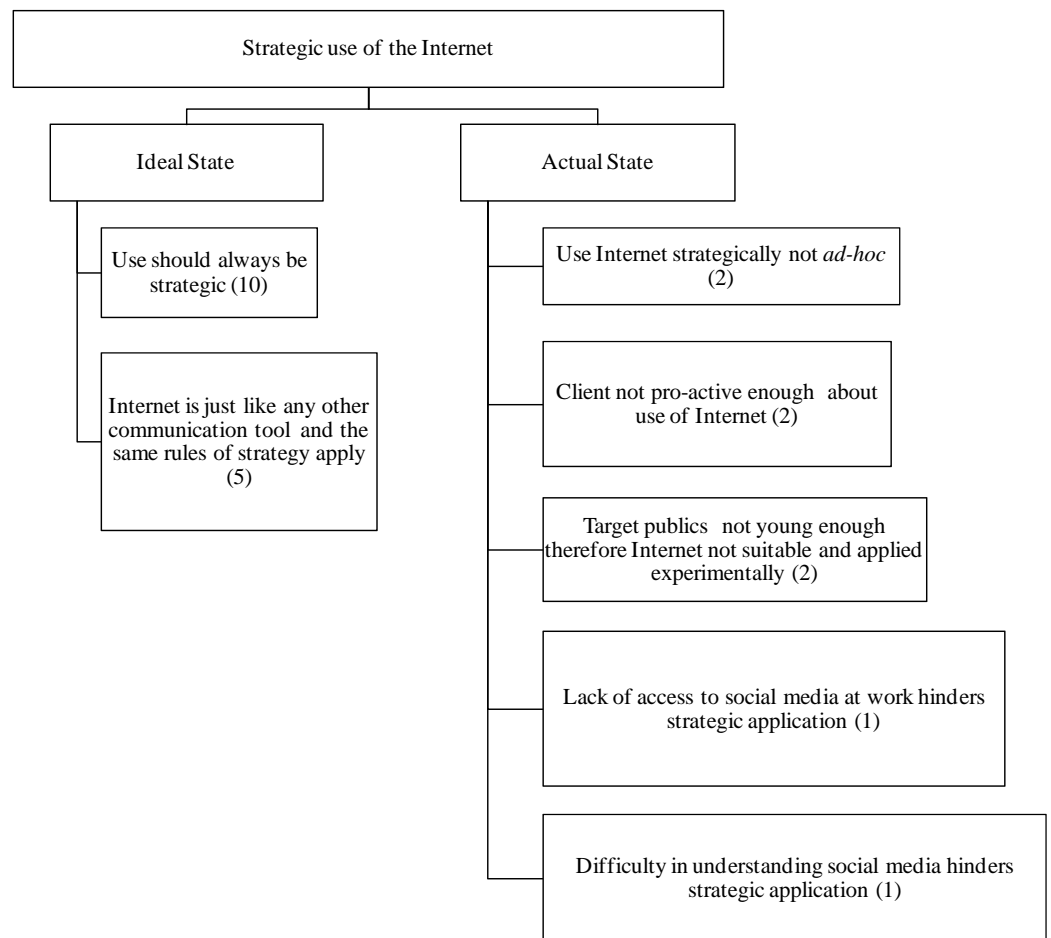 Strategic use of the Internet
Ideal State
Actual State
Use should always be
strategic (10)
Internet is just like any other
communication tool and the
same rules of strategy apply
(5)
Use Internet strategically not ad-hoc
(2)
Client not pro-active enough about
use of Internet (2)
Target publics not young enough
therefore Internet not suitable and applied
experimentally (2)
Lack of access to social media at work hinders
strategic application (1)
Difficulty in understanding social media hinders
strategic application (1)